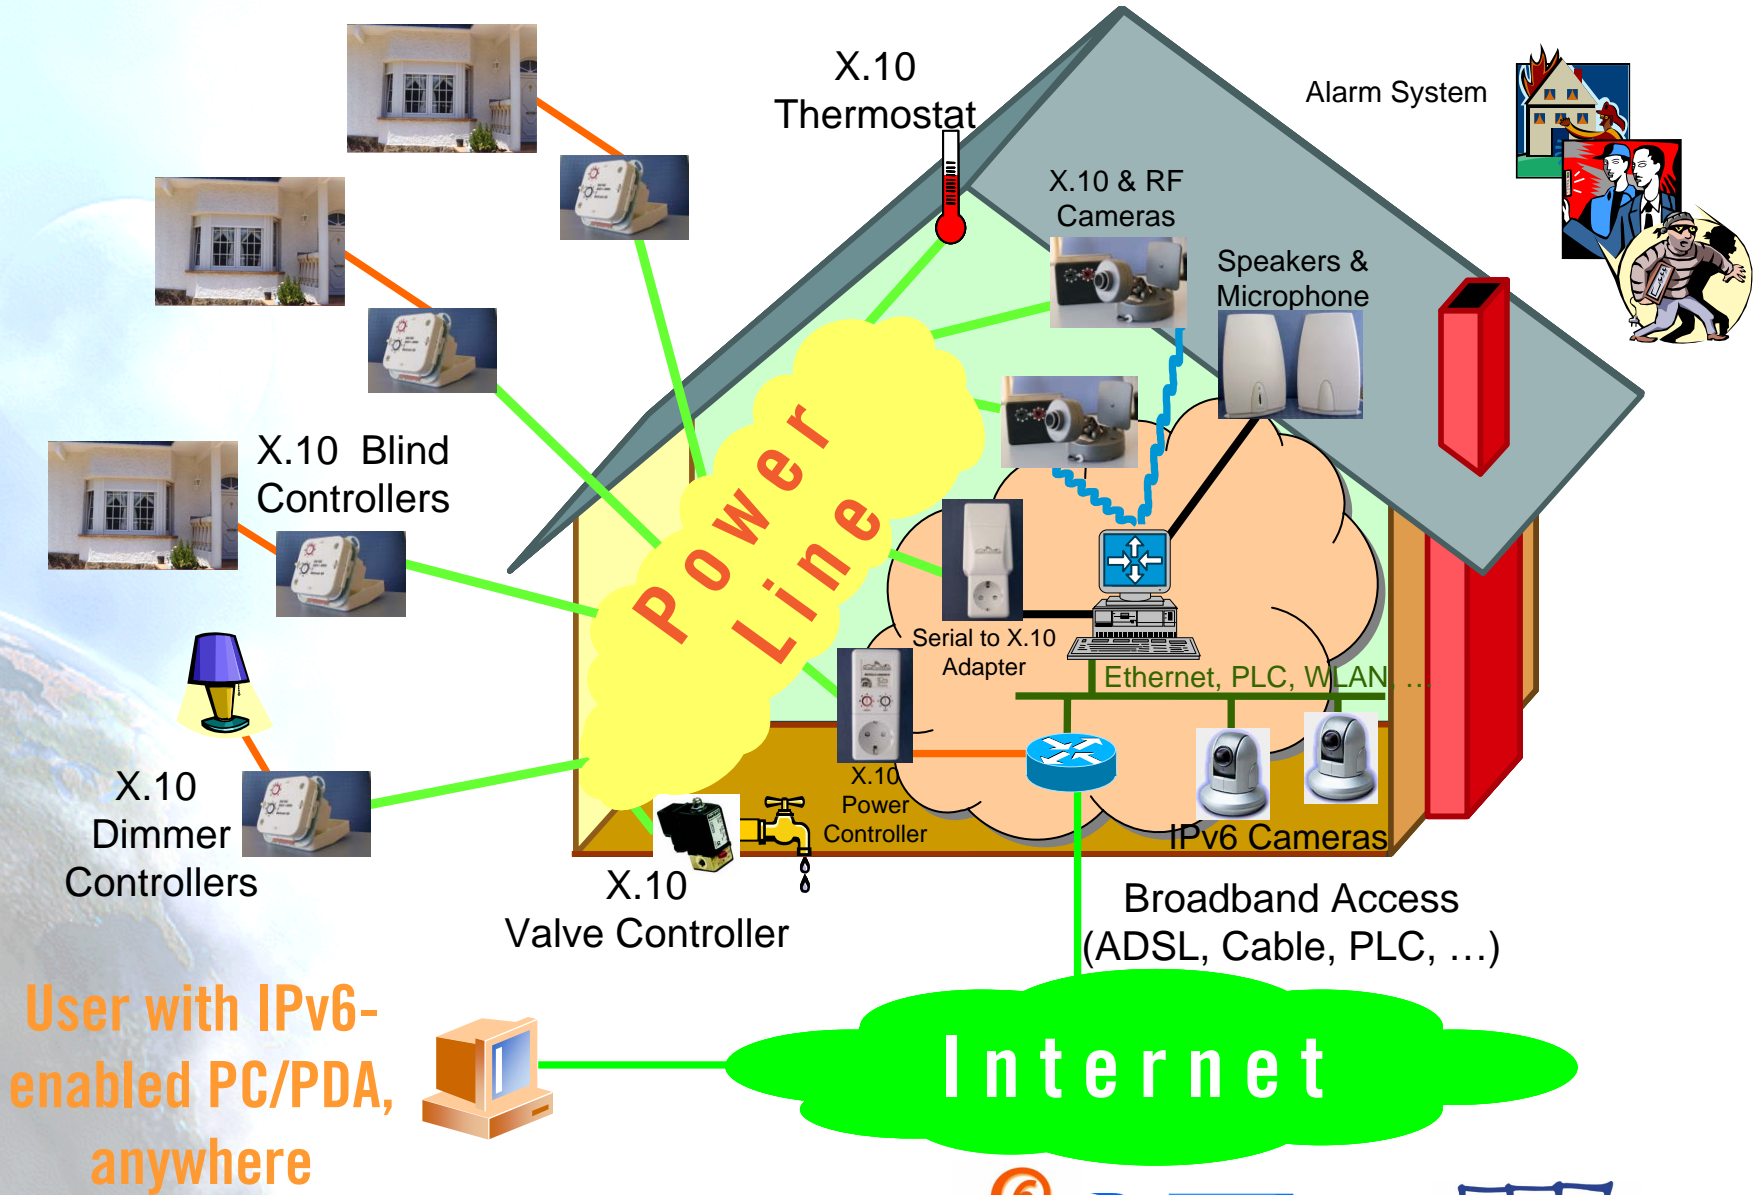 X.10
Thermostat
Alarm System
X.10 & RF
Cameras
Speakers &
Microphone
X.10 Blind
Controllers
Power
Line
Serial to X.10
Adapter
Ethernet, PLC, WLAN, …
X.10
Power
Controller
IPv6 Cameras
X.10
Dimmer
Controllers
X.10
Valve Controller
Broadband Access
(ADSL, Cable, PLC, …)
User with IPv6-
enabled PC/PDA,
anywhere
Internet